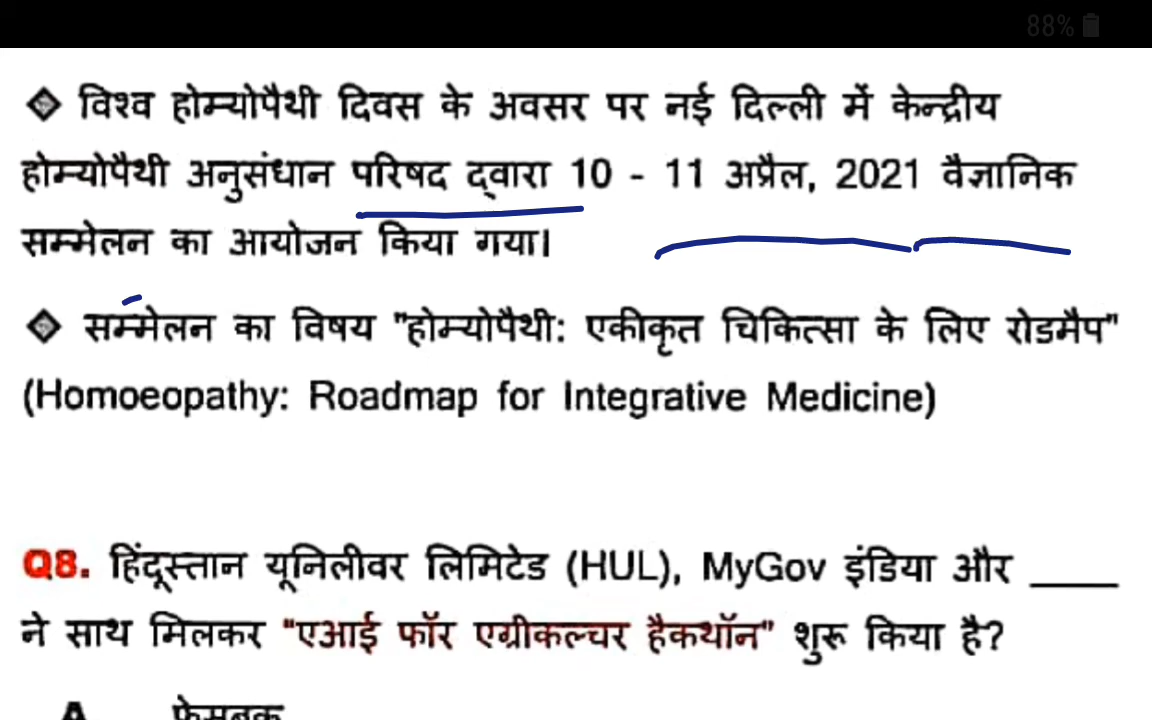 88%
विश्व होम्योपैथी दिवस के अवसर पर नई दिल्ली में केन्द्रीय
होम्योपैथी अनुसंधान परिषद द्वारा 10 - 11 अप्रैल, 2021 वैज्ञानिक
सम्मेलन का आयोजन किया गया।
सम्मेलन का विषय "होम्योपैथी: एकीकृत चिकित्सा के लिए रोडमैप"
(Homoeopathy: Roadmap for Integrative Medicine)
Q8. हिंदूस्तान यूनिलीवर लिमिटेड (HUL), MyGov इंडिया और ____
ने साथ मिलकर "एआई फॉर एग्रीकल्चर हैकथॉन" शुरू किया है?
A फेसबुक